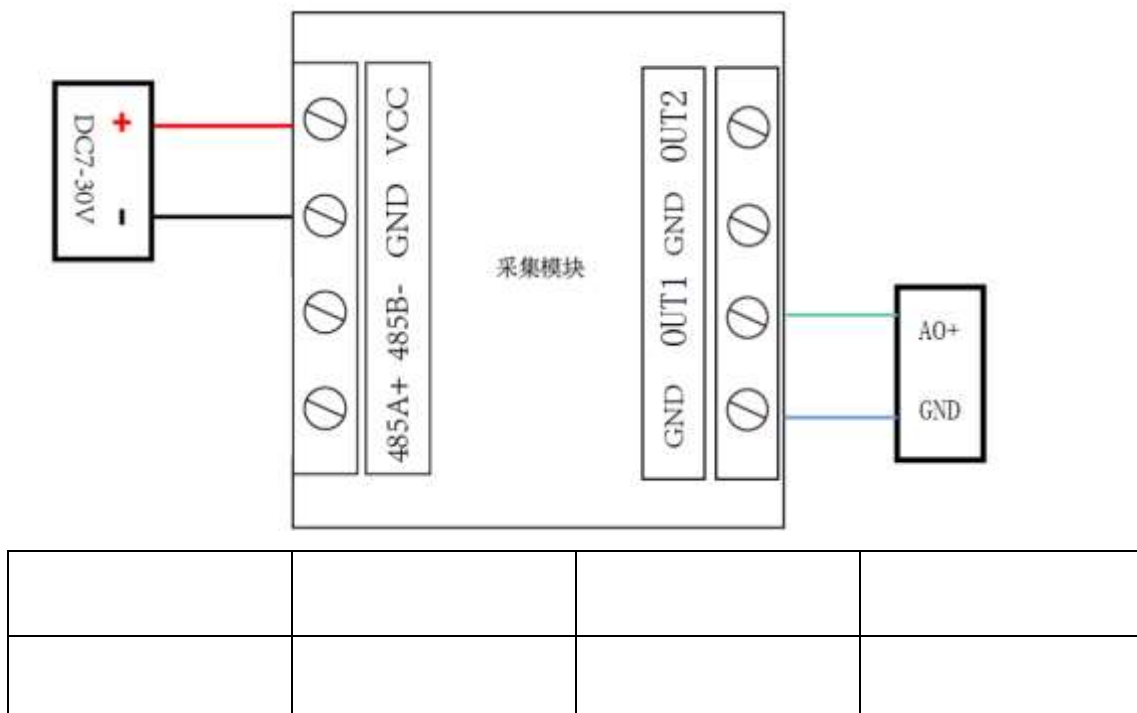 +
DC7-30V
-
VCC
GND
485B-
485A+
采集模块
OUT2
GND
OUT1
GND
AO+
GND